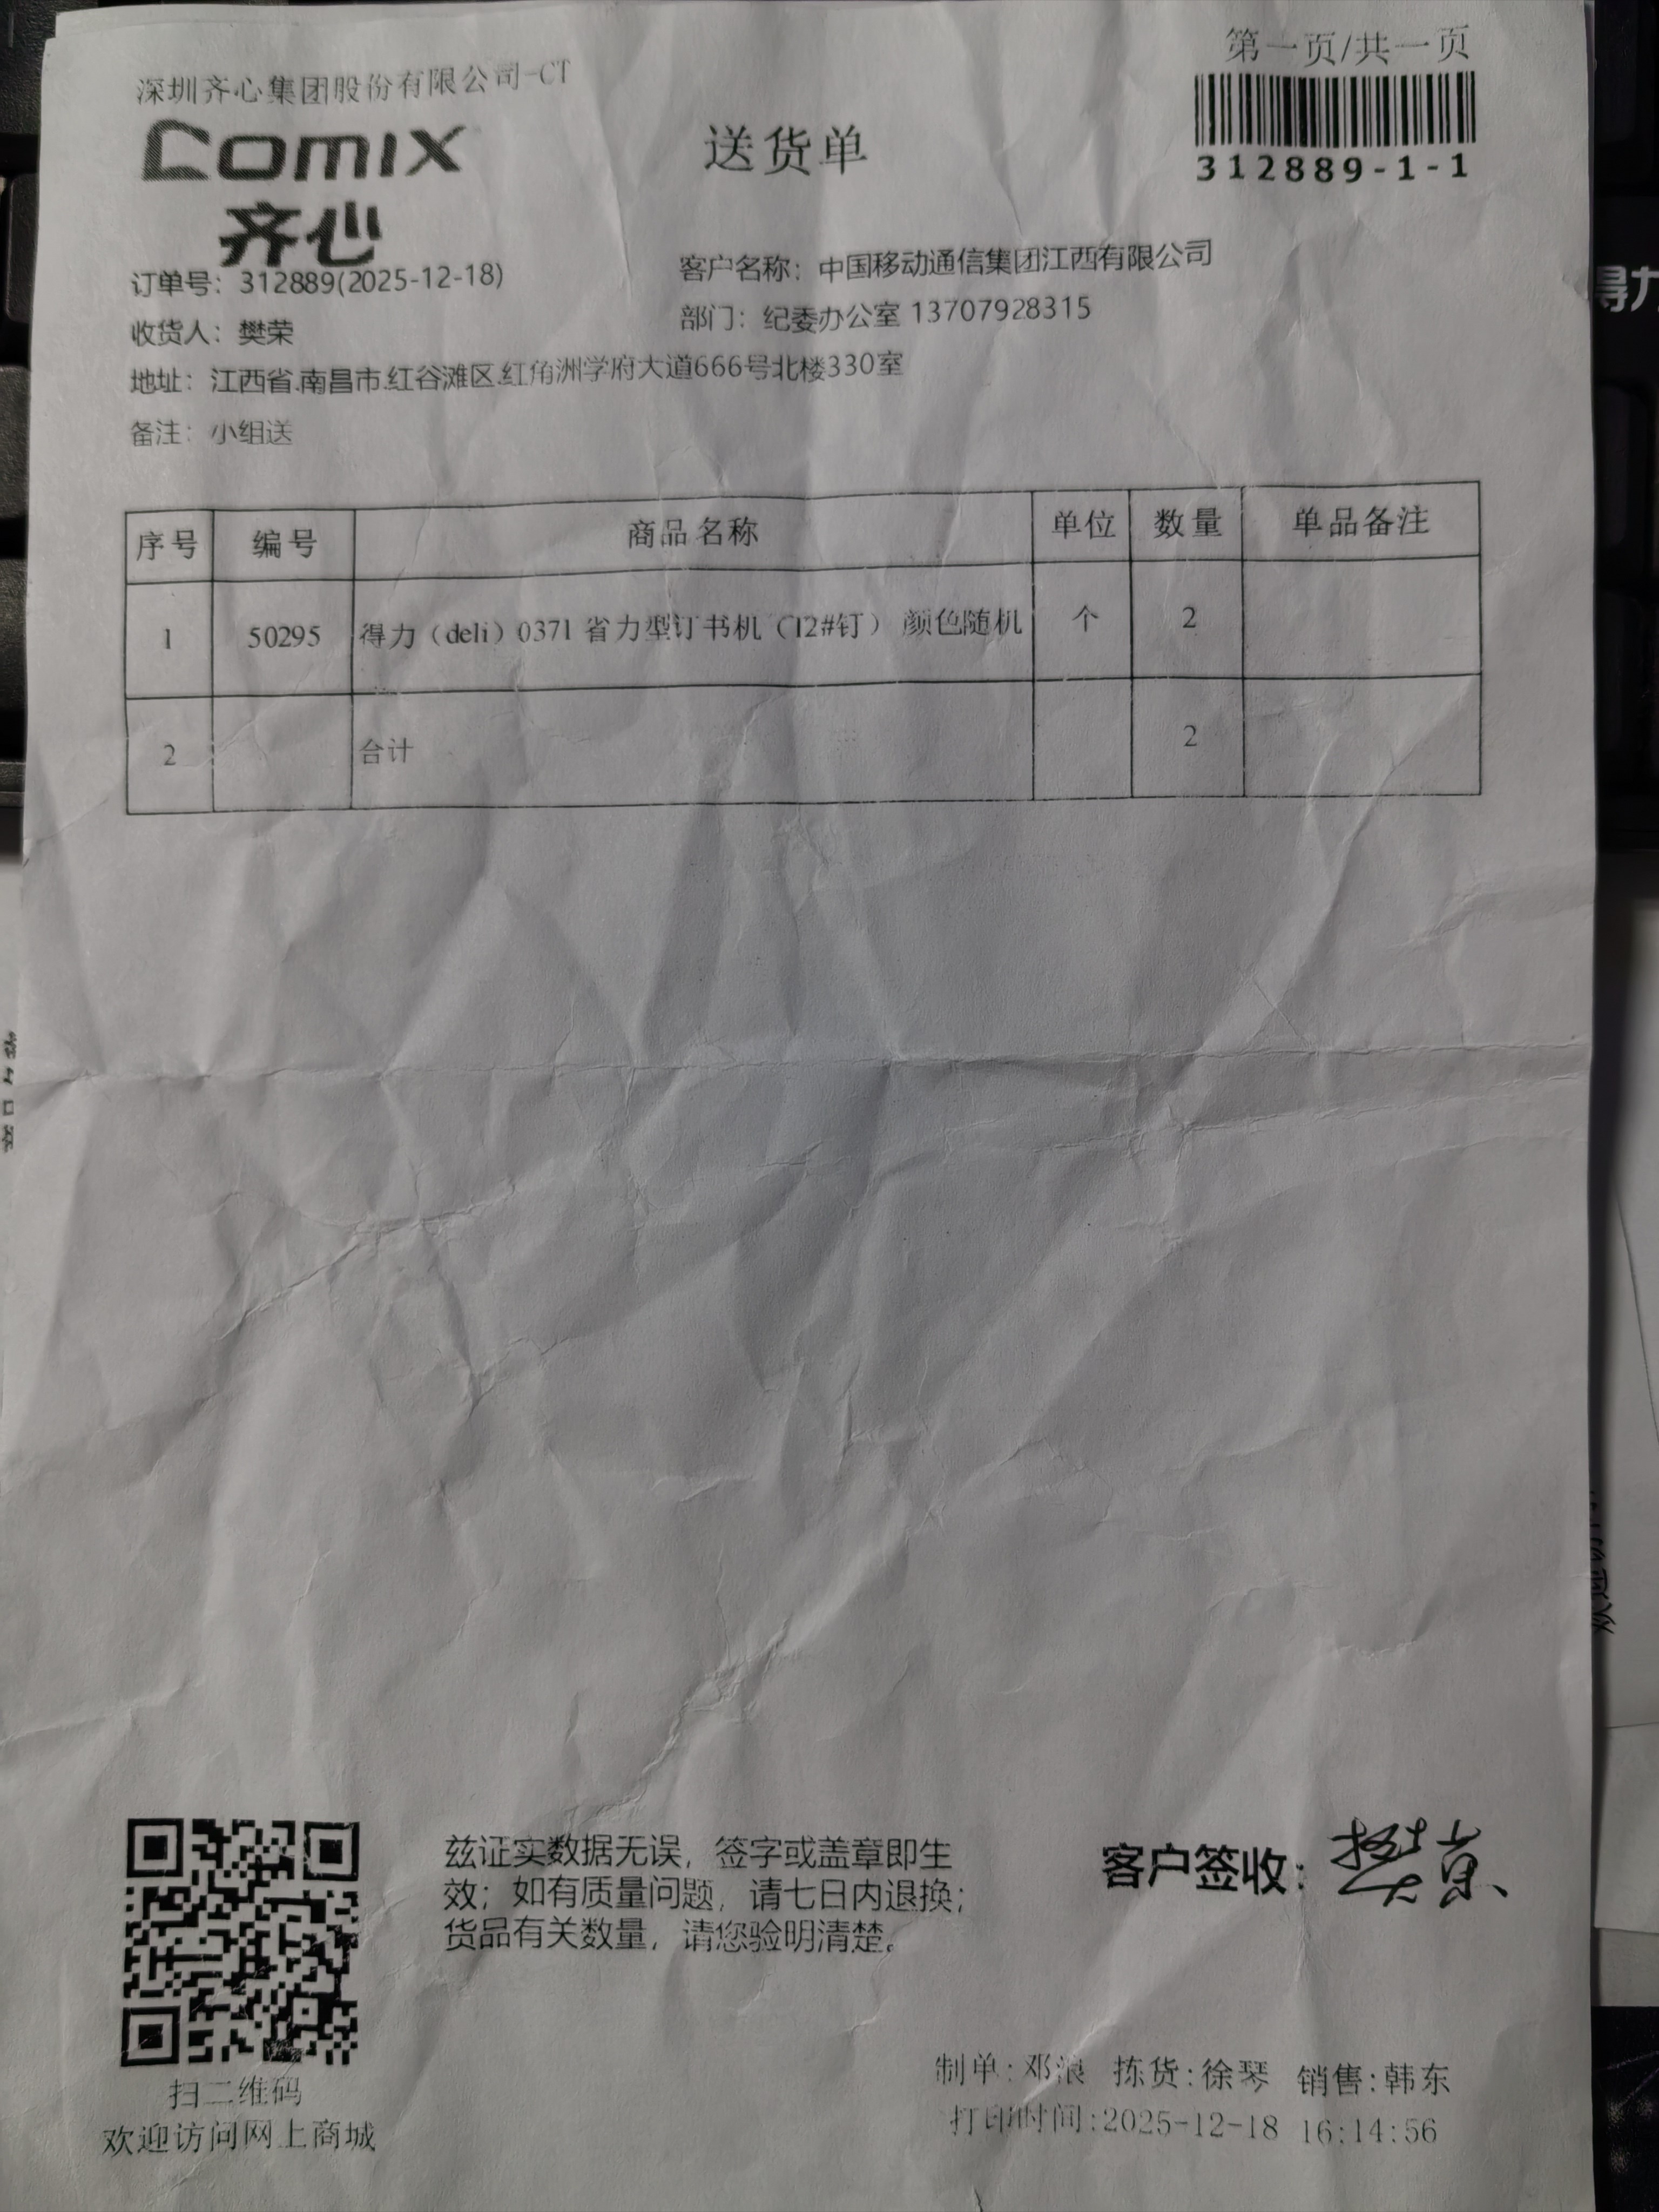 第一页/共一页
深圳齐心集团股份有限公司-CT
COMIX
齐心
送货单
312889-1-1
订单号：312889(2025-12-18)
客户名称：中国移动通信集团江西有限公司
收货人：樊荣
部门：纪委办公室 13707928315
地址：江西省.南昌市.红谷滩区.红角洲学府大道666号北楼330室
备注：小组送
序号 编号 商品名称 单位 数量 单品备注
1 50295 得力（deli）0371 省力型订书机（12#钉） 颜色随机 个 2
2 合计 2
兹证实数据无误，签字或盖章即生
效；如有质量问题，请七日内退换；
货品有关数量，请您验明清楚。
客户签收：樊荣
扫二维码
欢迎访问网上商城
制单:邓浪 拣货:徐琴 销售:韩东
打印时间:2025-12-18 16:14:56
得力